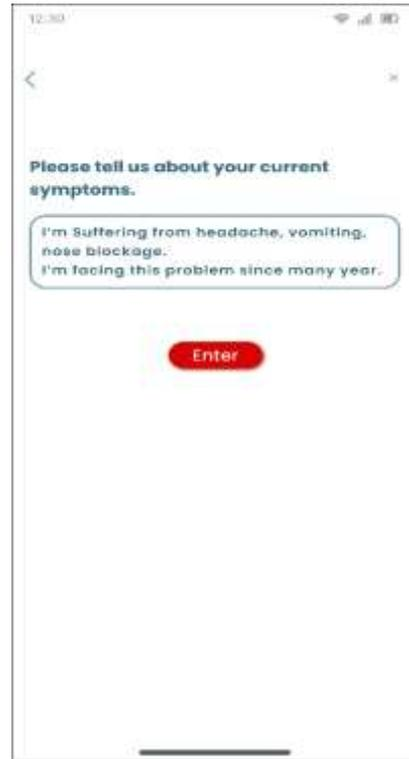 12:30
Please tell us about your current
symptoms.
I'm Suffering from headache, vomiting,
nose blockage.
I'm facing this problem since many year.
Enter